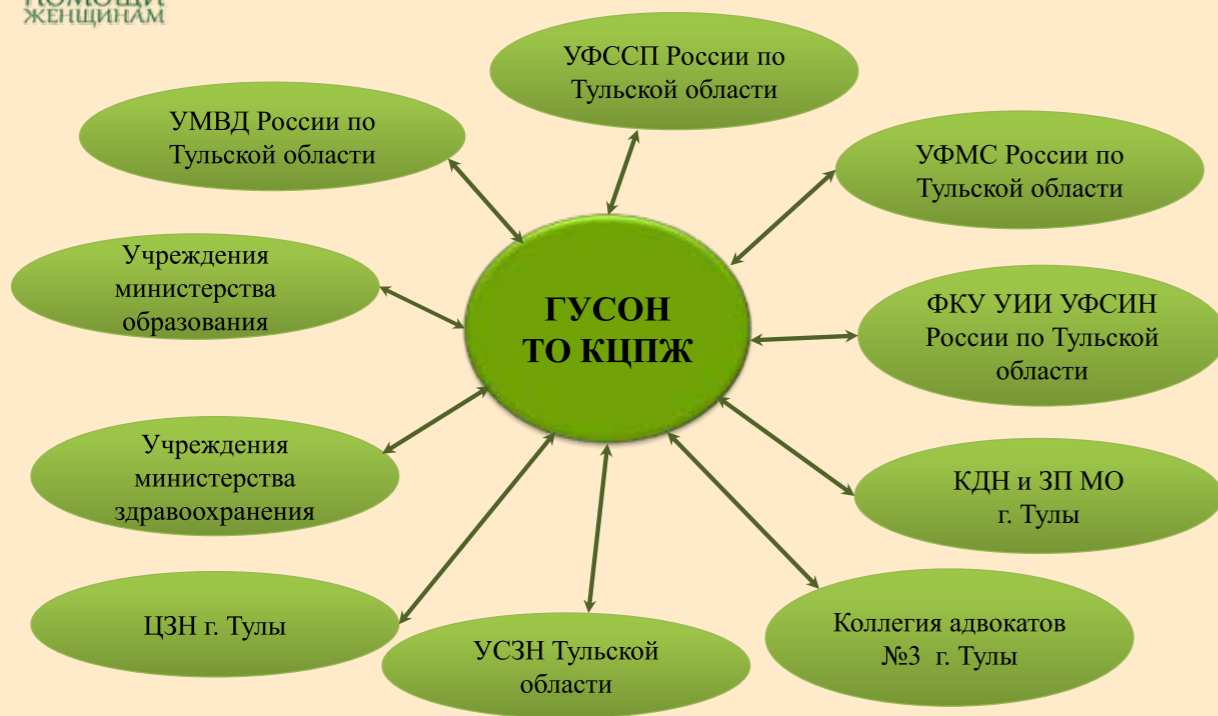 ПОМОЩИ
ЖЕНЩИНАМ
УФССП России по
Тульской области
УМВД России по
Тульской области
УФМС России по
Тульской области
Учреждения
министерства
образования
ГУСОН
ТО КЦПЖ
ФКУ УИИ УФСИН
России по Тульской
области
Учреждения
министерства
здравоохранения
КДН и ЗП МО
г. Тулы
ЦЗН г. Тулы
УСЗН Тульской
области
Коллегия адвокатов
№3 г. Тулы